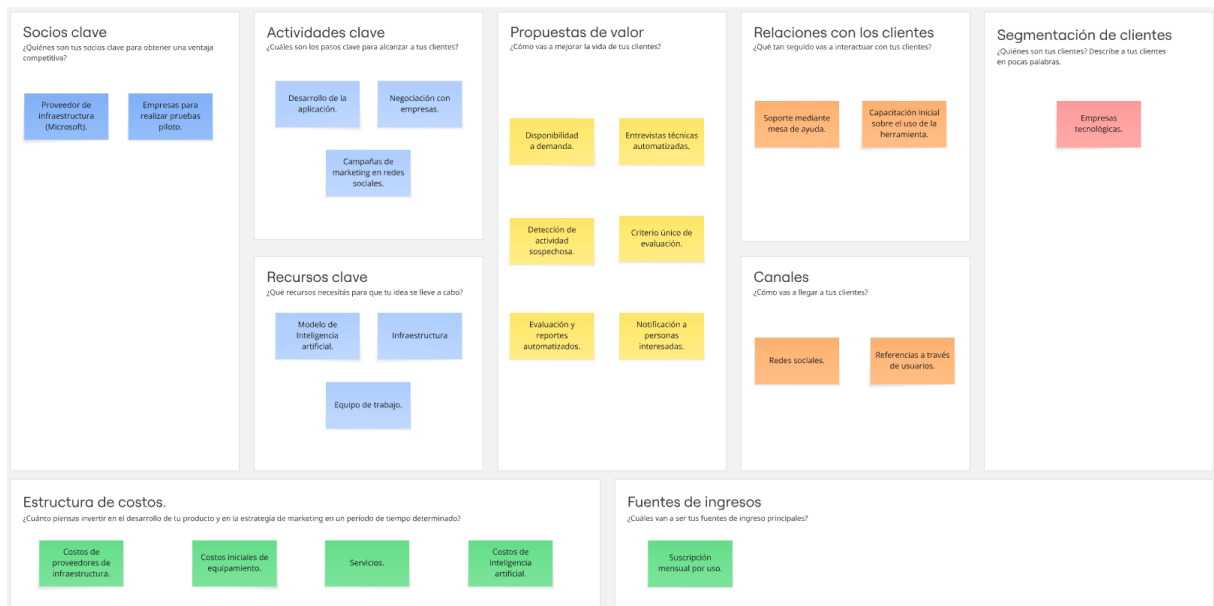 Socios clave
¿Quiénes son tus socios clave para obtener una ventaja
competitiva?
Proveedor de
infraestructura
(Microsoft).
Empresas para
realizar pruebas
piloto.
Actividades clave
¿Cuáles son los pasos clave para alcanzar a tus clientes?
Desarrollo de la
aplicación.
Negociación con
empresas.
Campañas de
marketing en redes
sociales.
Recursos clave
¿Qué recursos necesitás para que tu idea se lleve a cabo?
Modelo de
Inteligencia
artificial.
Infraestructura
Equipo de trabajo.
Propuestas de valor
¿Cómo vas a mejorar la vida de tus clientes?
Disponibilidad
a demanda.
Entrevistas técnicas
automatizadas.
Detección de
actividad
sospechosa.
Criterio único de
evaluación.
Evaluación y
reportes
automatizados.
Notificación a
personas
interesadas.
Relaciones con los clientes
¿Qué tan seguido vas a interactuar con tus clientes?
Soporte mediante
mesa de ayuda.
Capacitación inicial
sobre el uso de la
herramienta.
Canales
¿Cómo vas a llegar a tus clientes?
Redes sociales.
Referencias a través
de usuarios.
Segmentación de clientes
¿Quiénes son tus clientes? Describe a tus clientes
en pocas palabras.
Empresas
tecnológicas.
Estructura de costos.
¿Cuánto piensas invertir en el desarrollo de tu producto y en la estrategia de marketing en un período de tiempo determinado?
Costos de
proveedores de
infraestructura.
Costos iniciales de
equipamiento.
Servicios.
Costos de
inteligencia
artificial.
Fuentes de ingresos
¿Cuáles van a ser tus fuentes de ingreso principales?
Suscripción
mensual por uso.